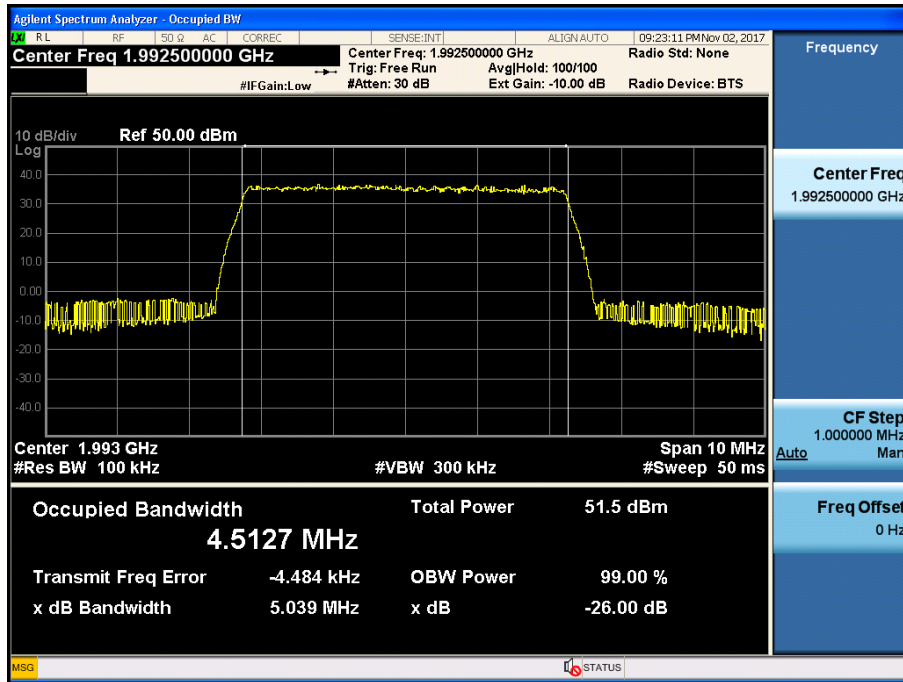 Agilent Spectrum Analyzer - Occupied BW
LXI RL RF 50 Ω AC CORREC SENSE:INT ALIGN AUTO 09:23:11 PM Nov 02, 2017
Center Freq 1.992500000 GHz
Center Freq: 1.992500000 GHz Radio Std: None
Trig: Free Run Avg|Hold: 100/100
#IFGain:Low #Atten: 30 dB Ext Gain: -10.00 dB Radio Device: BTS
10 dB/div Ref 50.00 dBm
Log
40.0
30.0
20.0
10.0
0.00
-10.0
-20.0
-30.0
-40.0
Center 1.993 GHz Span 10 MHz
#Res BW 100 kHz #VBW 300 kHz #Sweep 50 ms
Occupied Bandwidth Total Power 51.5 dBm
4.5127 MHz
Transmit Freq Error -4.484 kHz OBW Power 99.00 %
x dB Bandwidth 5.039 MHz x dB -26.00 dB
MSG STATUS
Frequency
Center Freq
1.992500000 GHz
CF Step
1.000000 MHz
Auto Man
Freq Offset
0 Hz